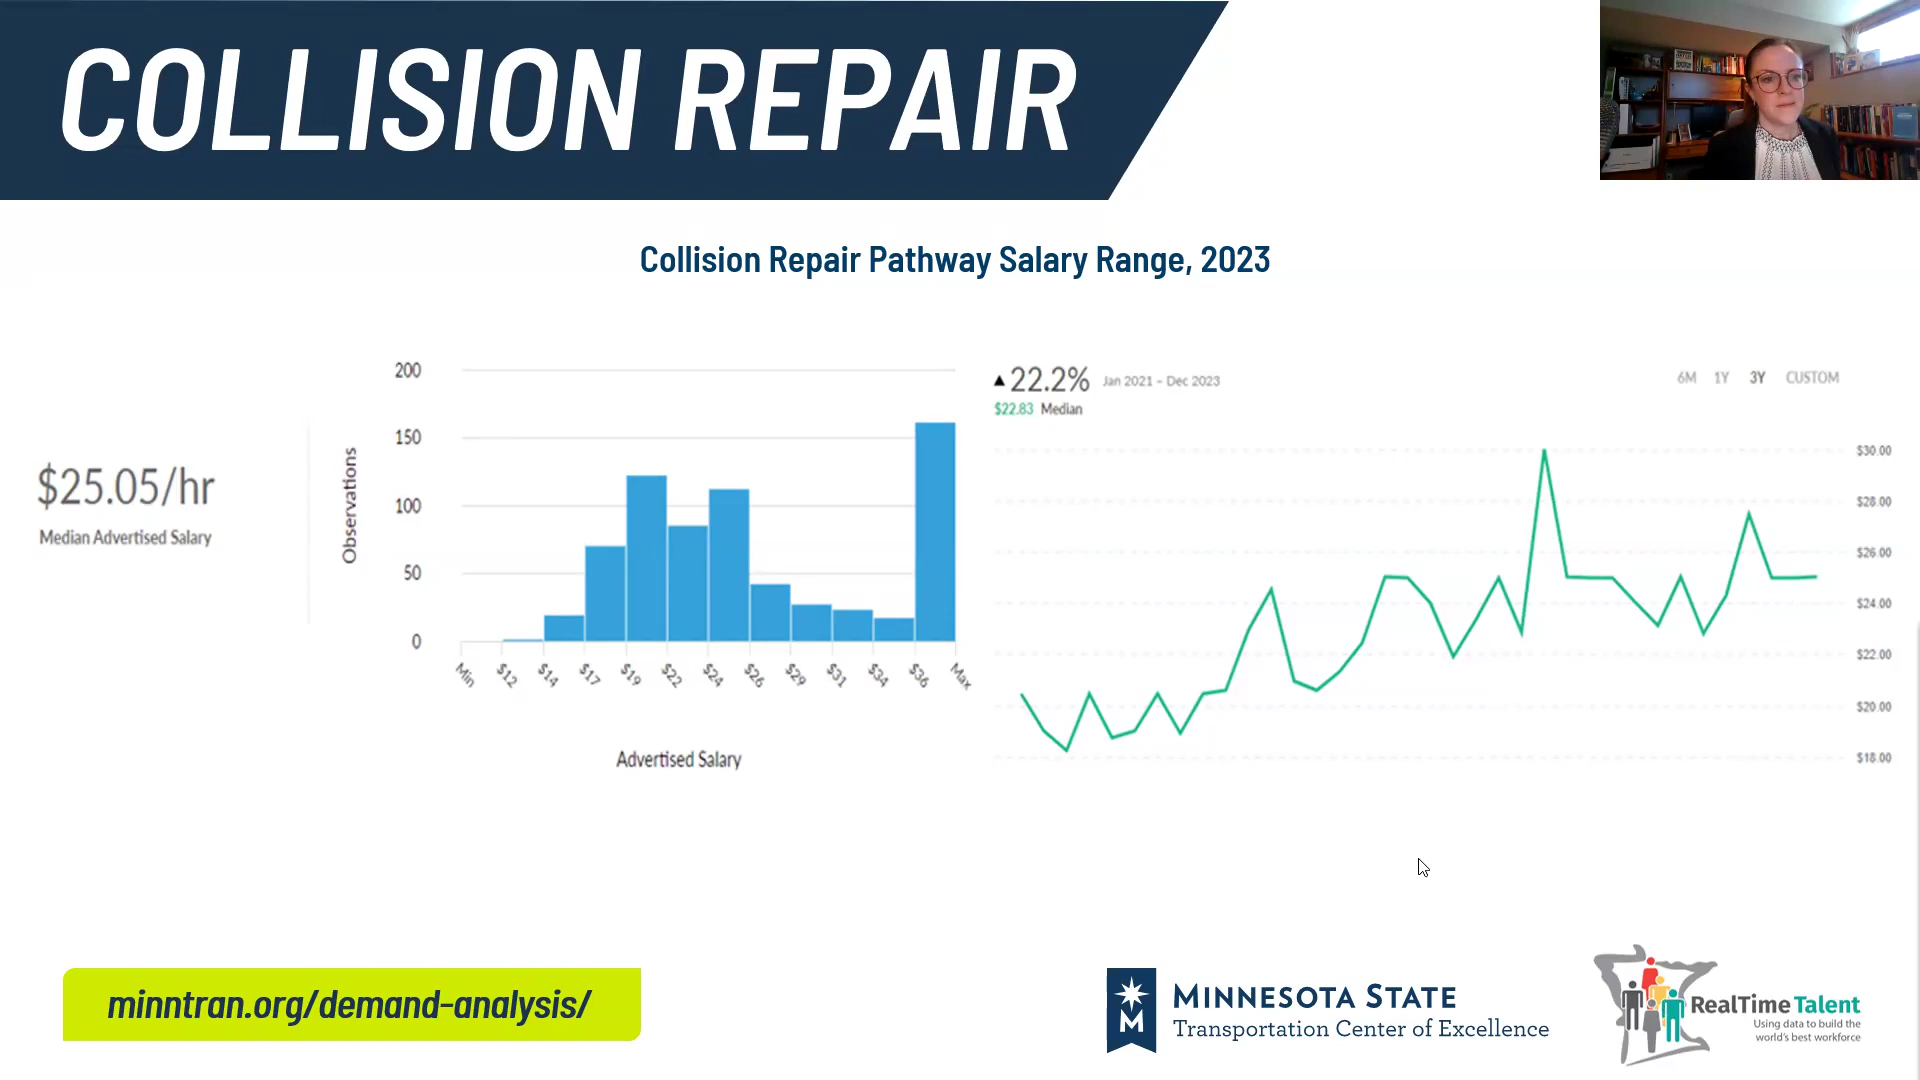 COLLISION REPAIR
Collision Repair Pathway Salary Range, 2023
$25.05/hr
Median Advertised Salary
Observations
200
150
100
50
0
Min
$12
$14
$17
$19
$22
$24
$26
$29
$31
$34
$36
Max
Advertised Salary
▲22.2% Jan 2021 – Dec 2023
$22.83 Median
6M 1Y 3Y CUSTOM
$30.00
$28.00
$26.00
$24.00
$22.00
$20.00
$18.00
minntran.org/demand-analysis/
M
MINNESOTA STATE
Transportation Center of Excellence
RealTime Talent
Using data to build the
world's best workforce